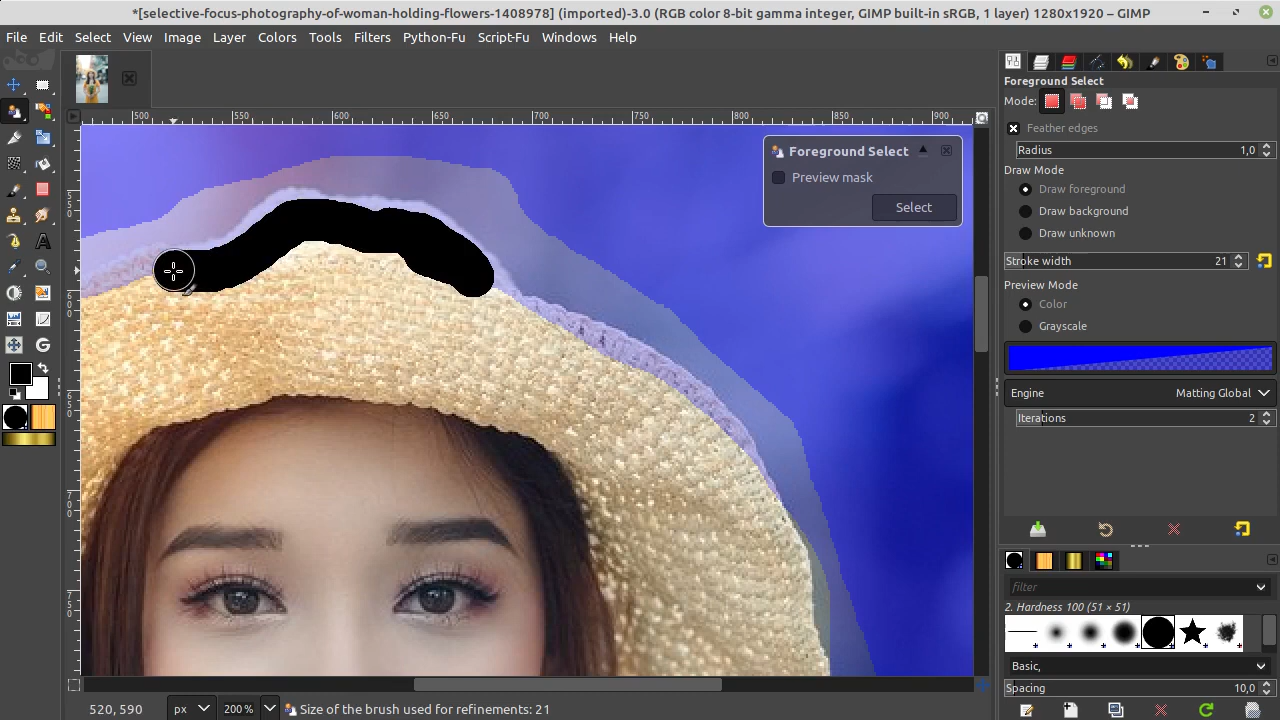 *[selective-focus-photography-of-woman-holding-flowers-1408978] (imported)-3.0 (RGB color 8-bit gamma integer, GIMP built-in sRGB, 1 layer) 1280x1920 – GIMP
File Edit Select View Image Layer Colors Tools Filters Python-Fu Script-Fu Windows Help
Foreground Select
Mode:
Feather edges
Radius 1,0
Draw Mode
Draw foreground
Draw background
Draw unknown
Stroke width 21
Preview Mode
Color
Grayscale
Engine Matting Global
Iterations 2
500 550 600 650 700 750 800 850 900
550
600
650
700
750
Foreground Select
Preview mask
Select
filter
2. Hardness 100 (51 × 51)
Basic,
Spacing 10,0
520, 590 px 200 % Size of the brush used for refinements: 21